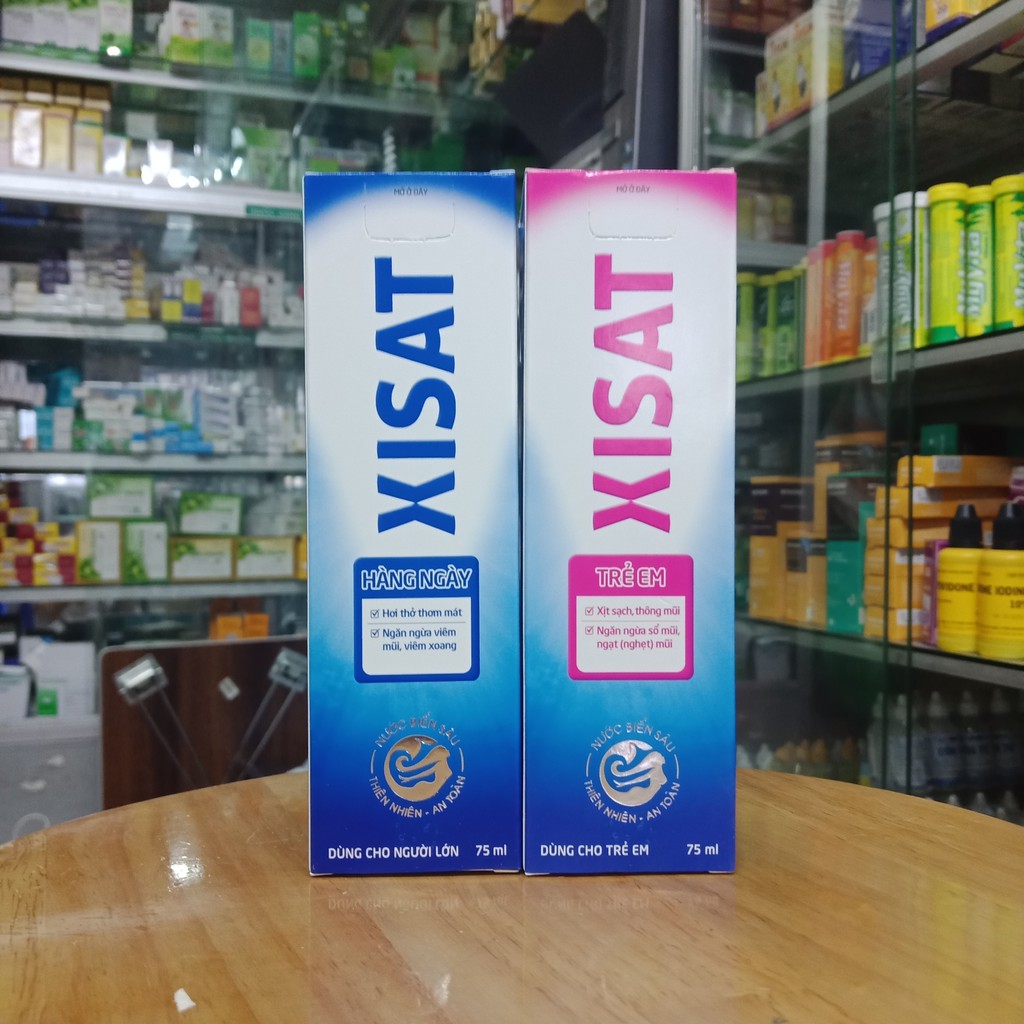 MỞ Ở ĐÂY
XISAT
HÀNG NGÀY
Hơi thở thơm mát
Ngăn ngừa viêm
mũi, viêm xoang
NƯỚC BIỂN SÂU
THIÊN NHIÊN - AN TOÀN
DÙNG CHO NGƯỜI LỚN 75 ml
MỞ Ở ĐÂY
XISAT
TRẺ EM
Xịt sạch, thông mũi
Ngăn ngừa sổ mũi,
ngạt (nghẹt) mũi
NƯỚC BIỂN SÂU
THIÊN NHIÊN - AN TOÀN
DÙNG CHO TRẺ EM 75 ml